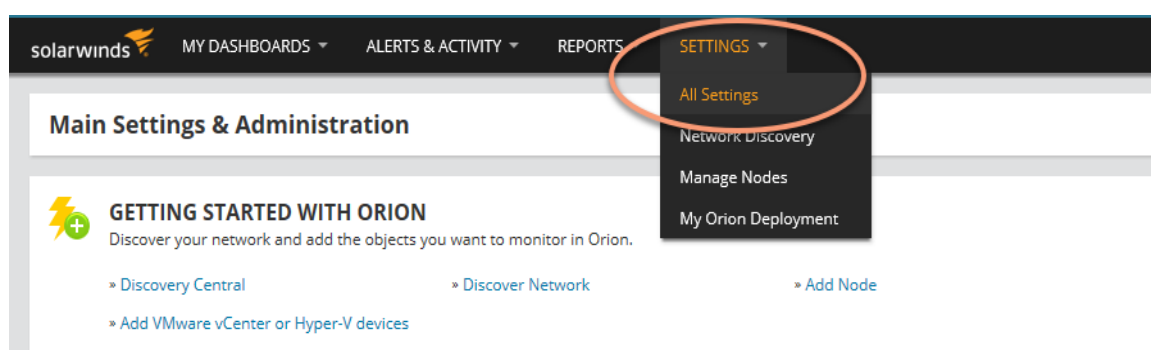 solarwinds MY DASHBOARDS ALERTS & ACTIVITY REPORTS SETTINGS
All Settings
Network Discovery
Manage Nodes
My Orion Deployment
Main Settings & Administration
GETTING STARTED WITH ORION
Discover your network and add the objects you want to monitor in Orion.
» Discovery Central » Discover Network » Add Node
» Add VMware vCenter or Hyper-V devices